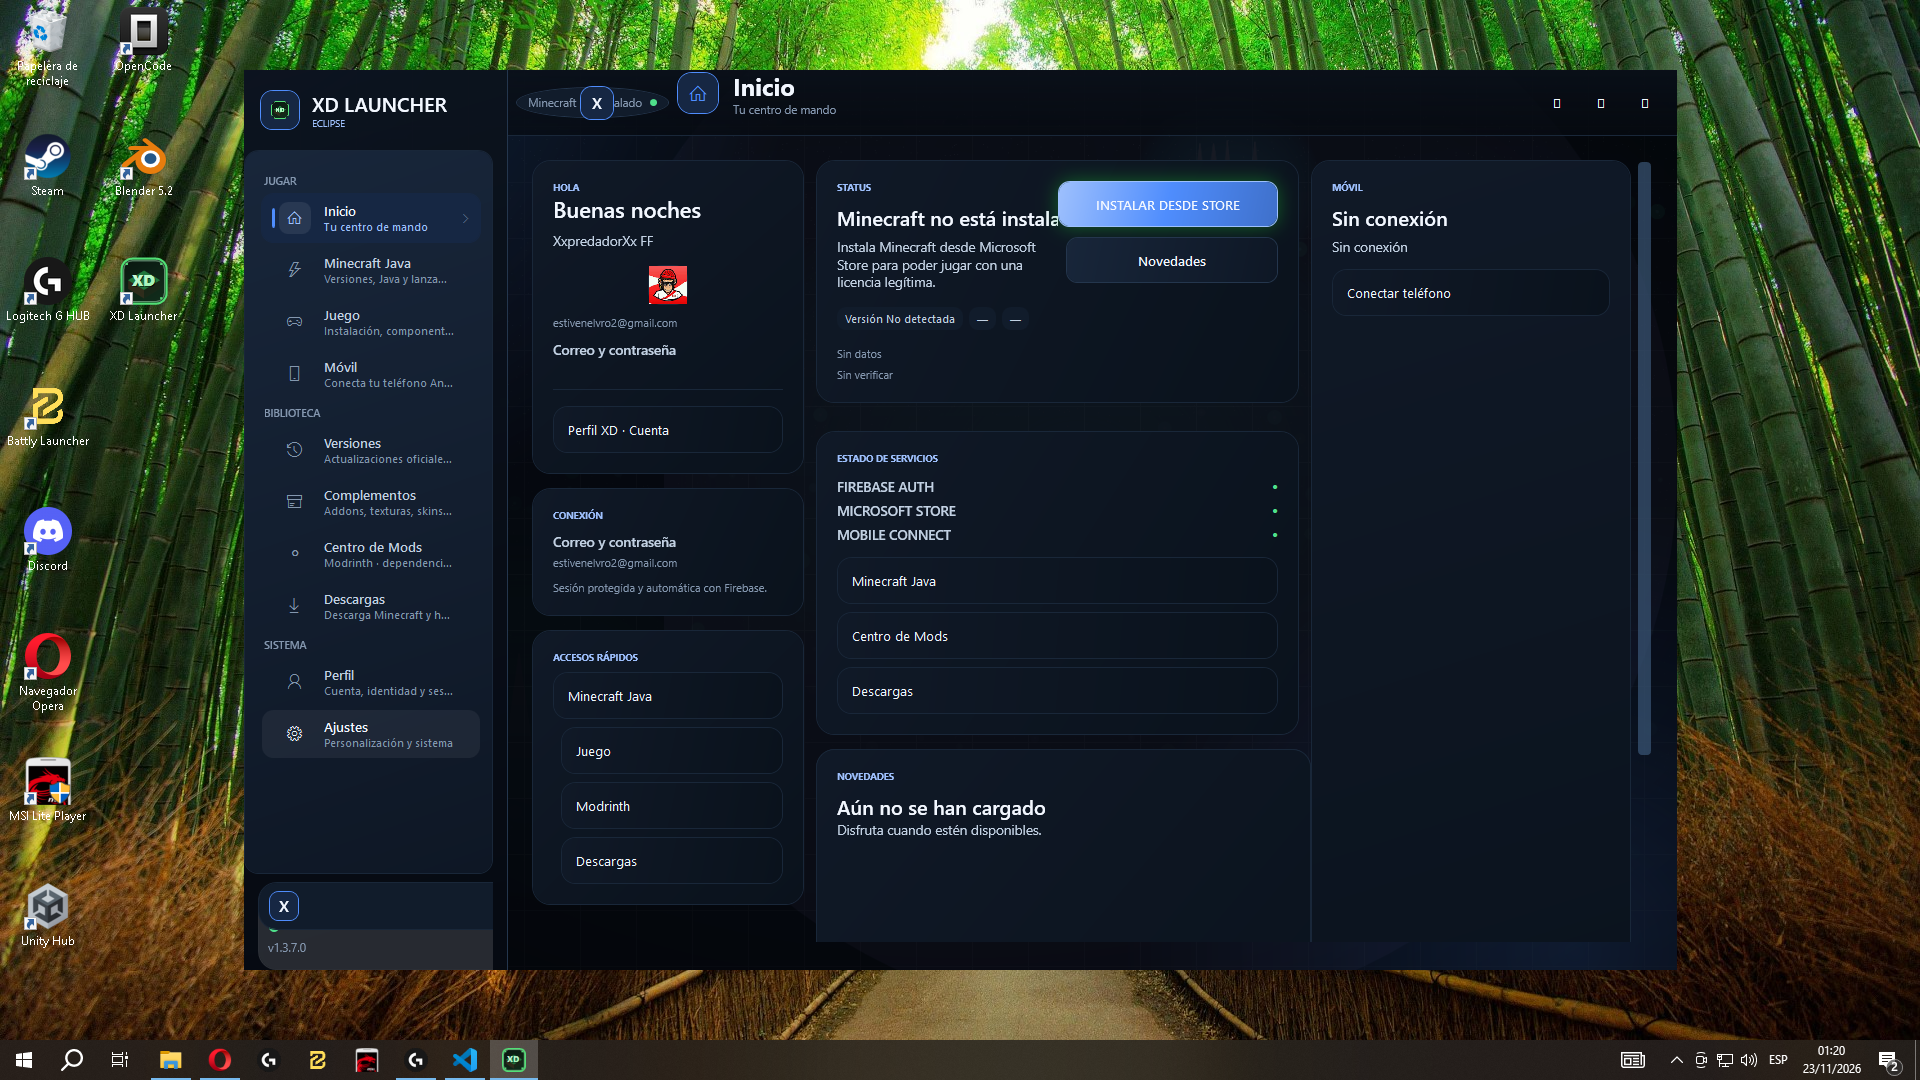 Papelera de
reciclaje
OpenCode
Steam
Blender 5.2
Logitech G HUB
XD
XD Launcher
Battly Launcher
Discord
Navegador
Opera
MSI Lite Player
Unity Hub
XD
XD LAUNCHER
ECLIPSE
JUGAR
Inicio
Tu centro de mando
Minecraft Java
Versiones, Java y lanza...
Juego
Instalación, component...
Móvil
Conecta tu teléfono An...
BIBLIOTECA
Versiones
Actualizaciones oficiale...
Complementos
Addons, texturas, skins...
Centro de Mods
Modrinth · dependenci...
Descargas
Descarga Minecraft y h...
SISTEMA
Perfil
Cuenta, identidad y ses...
Ajustes
Personalización y sistema
X
v1.3.7.0
Minecraft X alado
Inicio
Tu centro de mando
HOLA
Buenas noches
XxpredadorXx FF
estivenelvro2@gmail.com
Correo y contraseña
Perfil XD · Cuenta
CONEXIÓN
Correo y contraseña
estivenelvro2@gmail.com
Sesión protegida y automática con Firebase.
ACCESOS RÁPIDOS
Minecraft Java
Juego
Modrinth
Descargas
STATUS
Minecraft no está instala
Instala Minecraft desde Microsoft
Store para poder jugar con una
licencia legítima.
INSTALAR DESDE STORE
Novedades
Versión No detectada — —
Sin datos
Sin verificar
ESTADO DE SERVICIOS
FIREBASE AUTH
MICROSOFT STORE
MOBILE CONNECT
Minecraft Java
Centro de Mods
Descargas
NOVEDADES
Aún no se han cargado
Disfruta cuando estén disponibles.
MÓVIL
Sin conexión
Sin conexión
Conectar teléfono
XD
ESP
01:20
23/11/2026
2